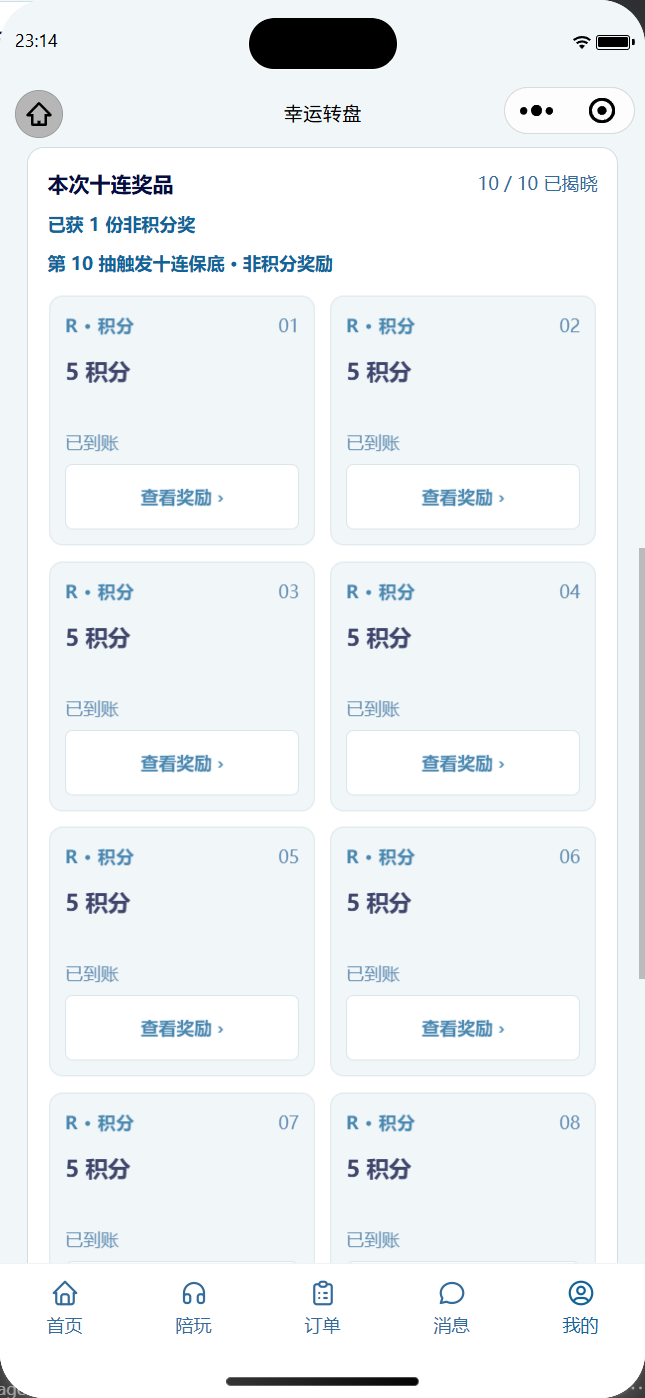 23:14
幸运转盘
本次十连奖品
10 / 10 已揭晓
已获 1 份非积分奖
第 10 抽触发十连保底 · 非积分奖励
R · 积分 01
R · 积分 02
5 积分
5 积分
已到账
已到账
查看奖励 ›
查看奖励 ›
R · 积分 03
R · 积分 04
5 积分
5 积分
已到账
已到账
查看奖励 ›
查看奖励 ›
R · 积分 05
R · 积分 06
5 积分
5 积分
已到账
已到账
查看奖励 ›
查看奖励 ›
R · 积分 07
R · 积分 08
5 积分
5 积分
已到账
已到账
首页
陪玩
订单
消息
我的